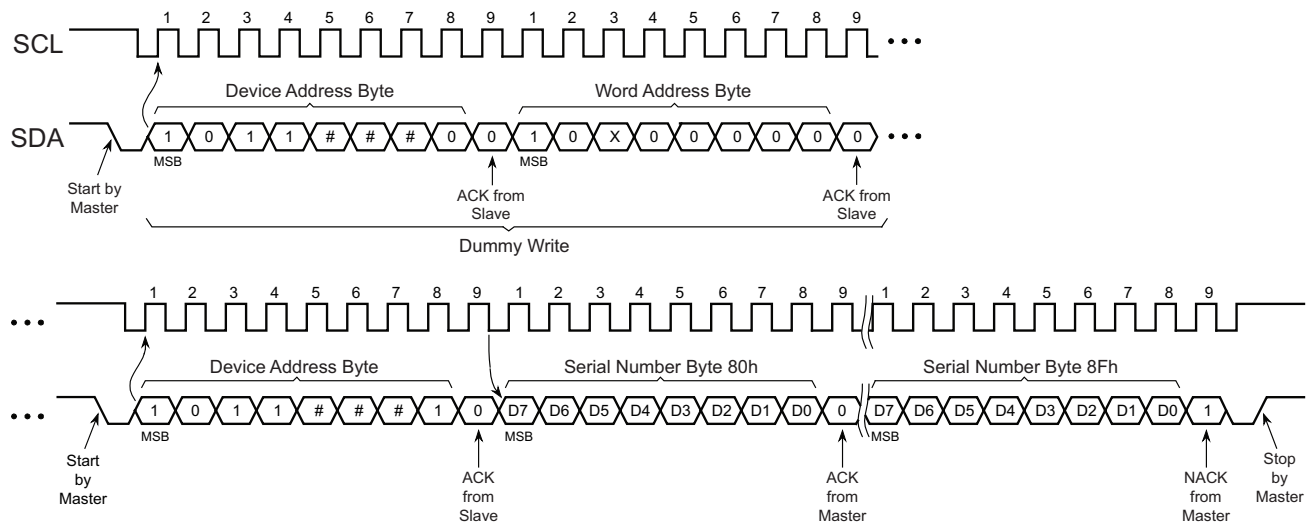 1 2 3 4 5 6 7 8 9 1 2 3 4 5 6 7 8 9
SCL
Device Address Byte Word Address Byte
SDA 1 0 1 1 # # # 0 0 1 0 X 0 0 0 0 0 0
MSB MSB
Start by
Master
ACK from
Slave
ACK from
Slave
Dummy Write
1 2 3 4 5 6 7 8 9 1 2 3 4 5 6 7 8 9 1 2 3 4 5 6 7 8 9
Device Address Byte Serial Number Byte 80h Serial Number Byte 8Fh
1 0 1 1 # # # 1 0 D7 D6 D5 D4 D3 D2 D1 D0 0 D7 D6 D5 D4 D3 D2 D1 D0 1
MSB MSB MSB
Start
by
Master
ACK
from
Slave
ACK
from
Master
NACK
from
Master
Stop
by
Master